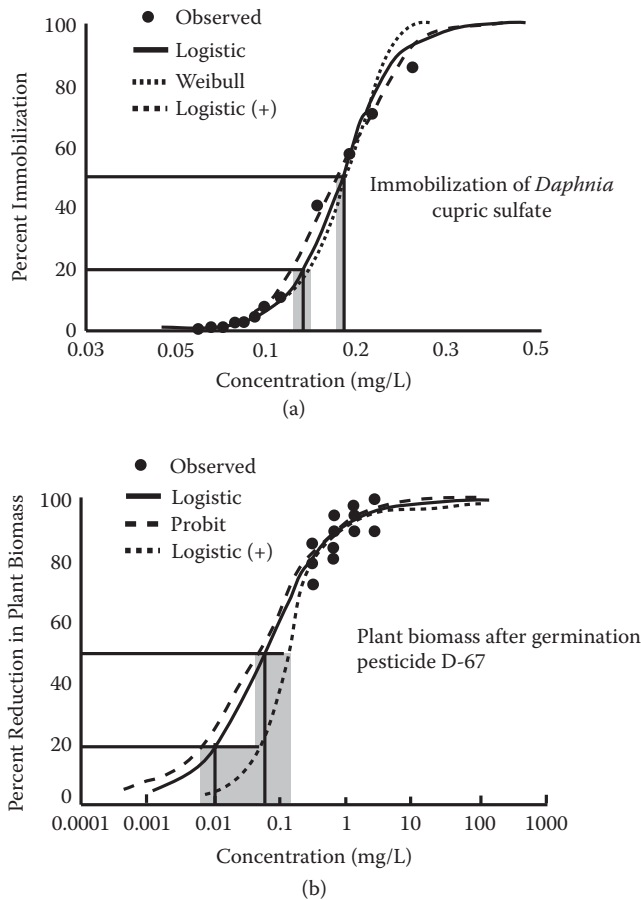 Observed
Logistic
Weibull
Logistic (+)
Percent Immobilization
100
80
60
40
20
0
Immobilization of Daphnia
cupric sulfate
0.03 0.05 0.1 0.2 0.3 0.5
Concentration (mg/L)
(a)
Observed
Logistic
Probit
Logistic (+)
Percent Reduction in Plant Biomass
100
80
60
40
20
0
Plant biomass after germination
pesticide D-67
0.0001 0.001 0.01 0.1 1 10 100 1000
Concentration (mg/L)
(b)